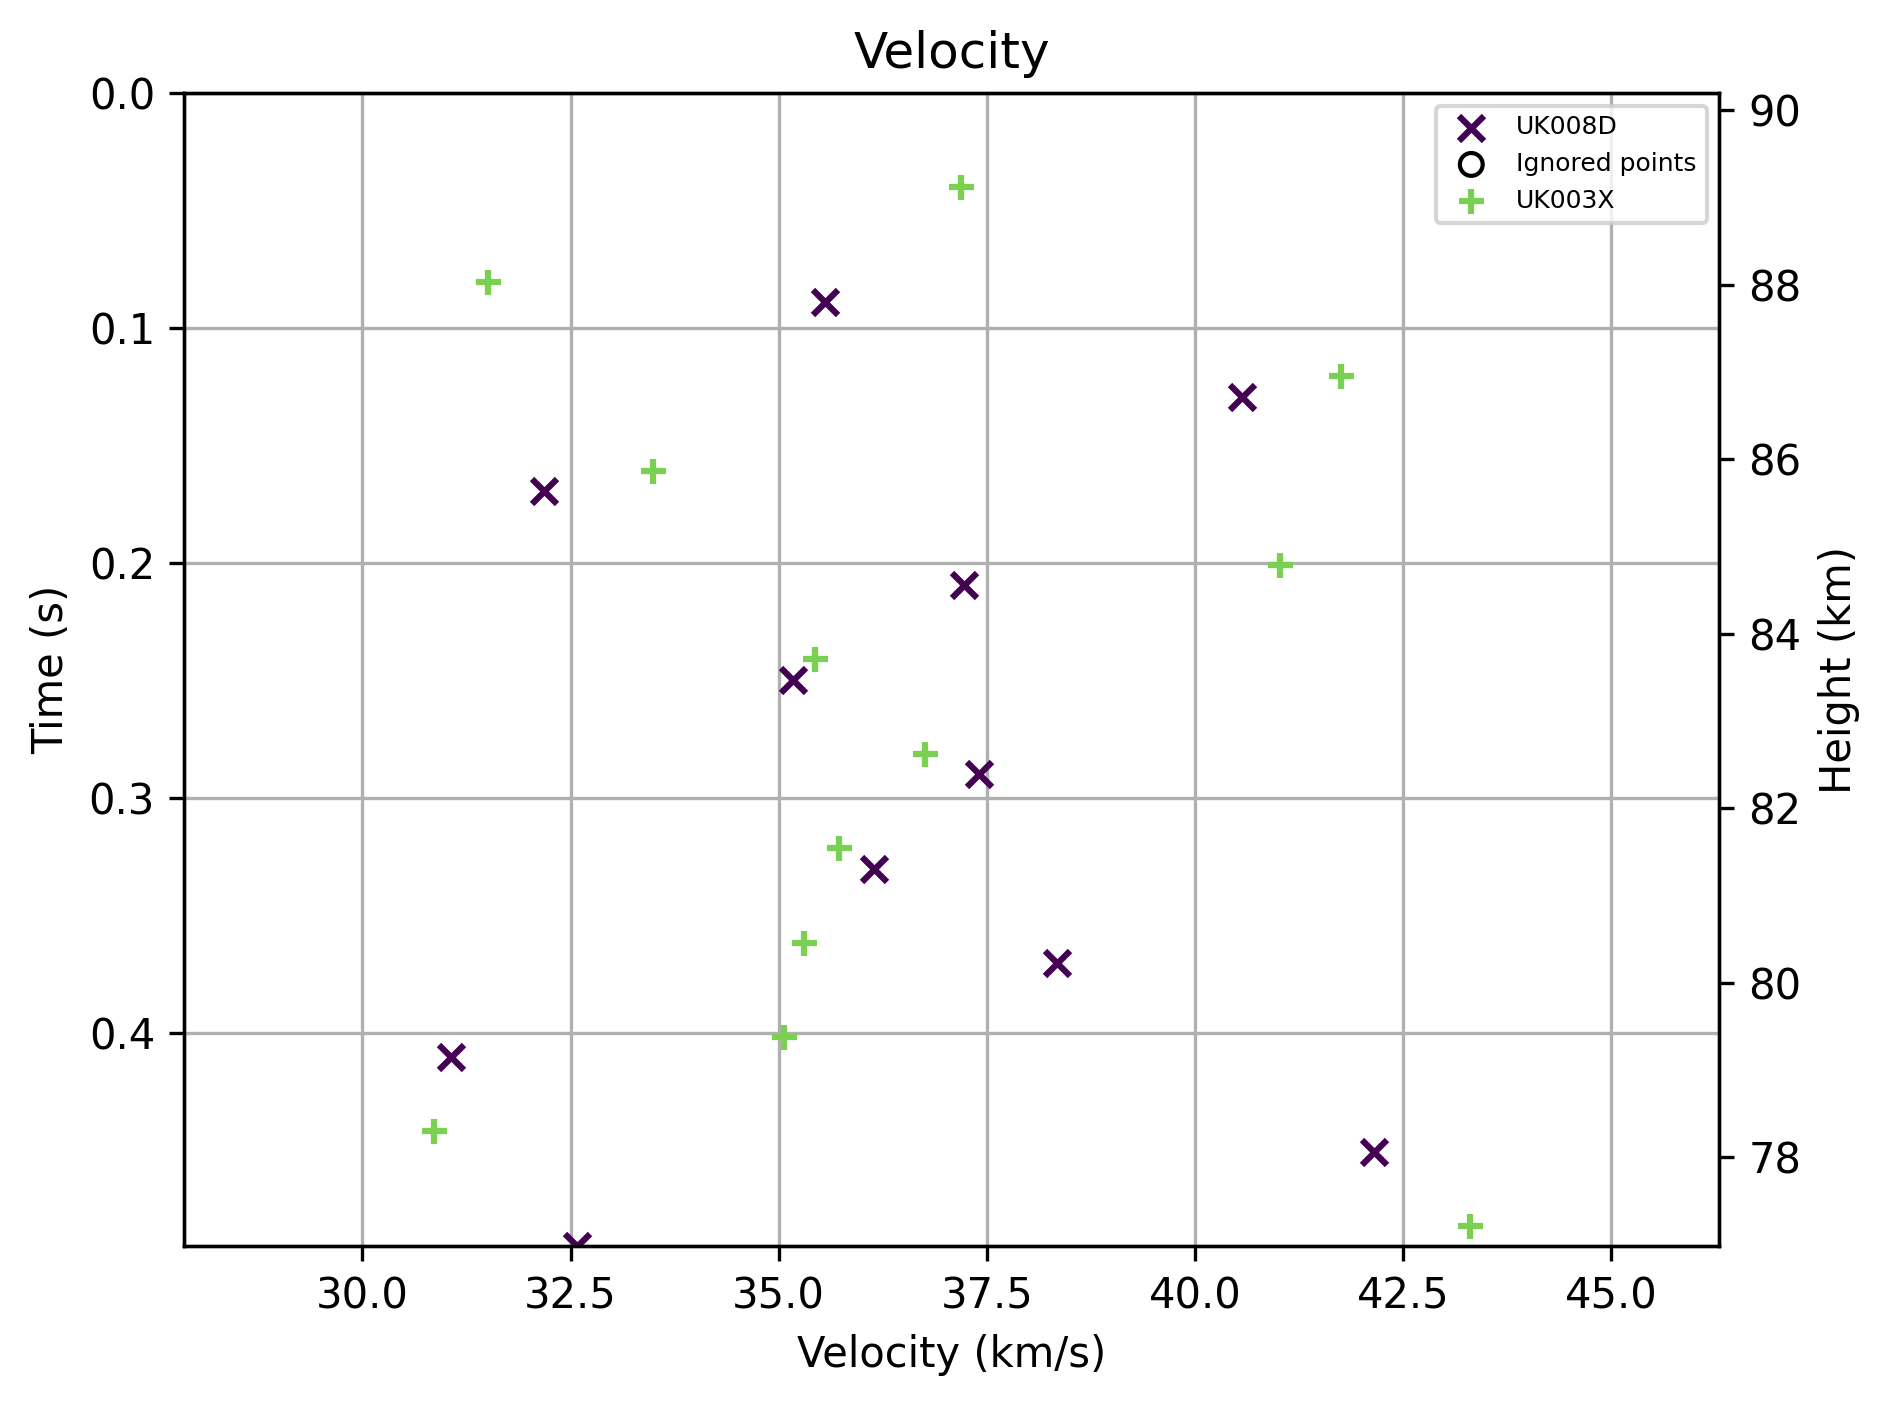 Velocity
UK008D
Ignored points
UK003X
0.0
0.1
0.2
0.3
0.4
Time (s)
90
88
86
84
82
80
78
Height (km)
30.0 32.5 35.0 37.5 40.0 42.5 45.0
Velocity (km/s)